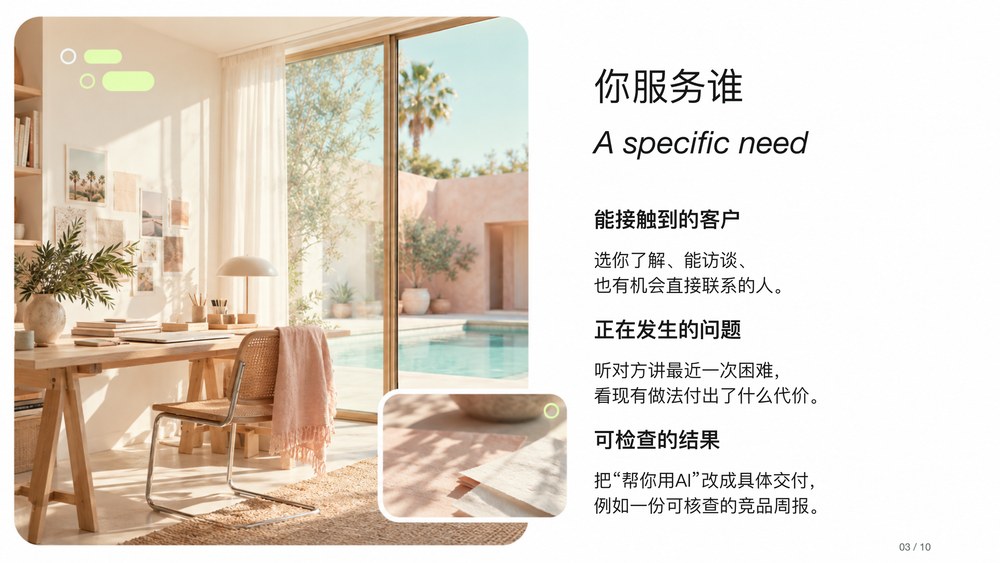 你服务谁
A specific need
能接触到的客户
选你了解、能访谈、
也有机会直接联系的人。
正在发生的问题
听对方讲最近一次困难，
看现有做法付出了什么代价。
可检查的结果
把“帮你用AI”改成具体交付，
例如一份可核查的竞品周报。
03 / 10